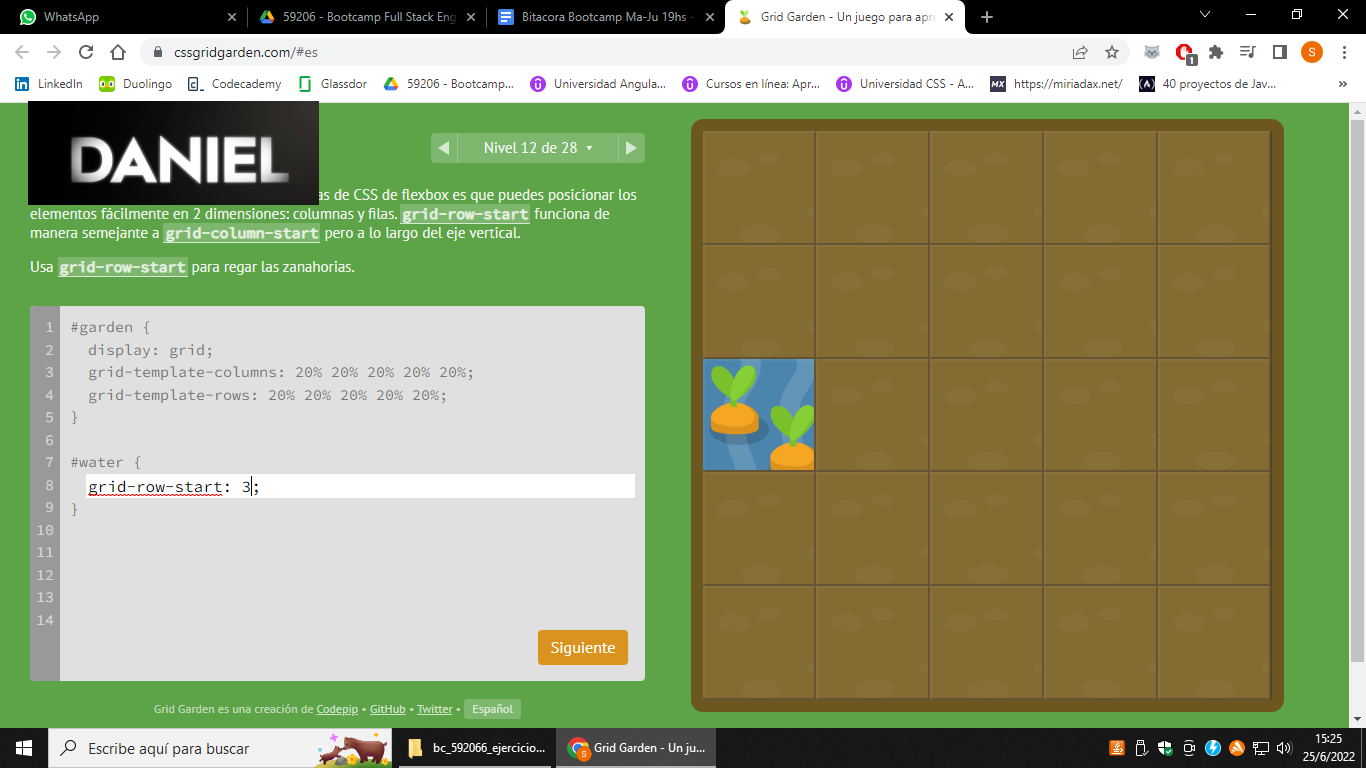 WhatsApp
59206 - Bootcamp Full Stack Eng
Bitacora Bootcamp Ma-Ju 19hs -
Grid Garden - Un juego para apre
cssgridgarden.com/#es
1
S
LinkedIn
Duolingo
Codecademy
Glassdor
59206 - Bootcamp...
Universidad Angula...
Cursos en línea: Apr...
Universidad CSS - A...
MX
https://miriadax.net/
40 proyectos de Jav...
»
DANIEL
Nivel 12 de 28
as de CSS de flexbox es que puedes posicionar los
elementos fácilmente en 2 dimensiones: columnas y filas. grid-row-start funciona de
manera semejante a grid-column-start pero a lo largo del eje vertical.
Usa grid-row-start para regar las zanahorias.
1 #garden {
2 display: grid;
3 grid-template-columns: 20% 20% 20% 20% 20%;
4 grid-template-rows: 20% 20% 20% 20% 20%;
5 }
6
7 #water {
8 grid-row-start: 3;
9 }
10
11
12
13
14
Siguiente
Grid Garden es una creación de Codepip • GitHub • Twitter • Español
Escribe aquí para buscar
bc_592066_ejercicio...
Grid Garden - Un ju...
15:25
25/6/2022